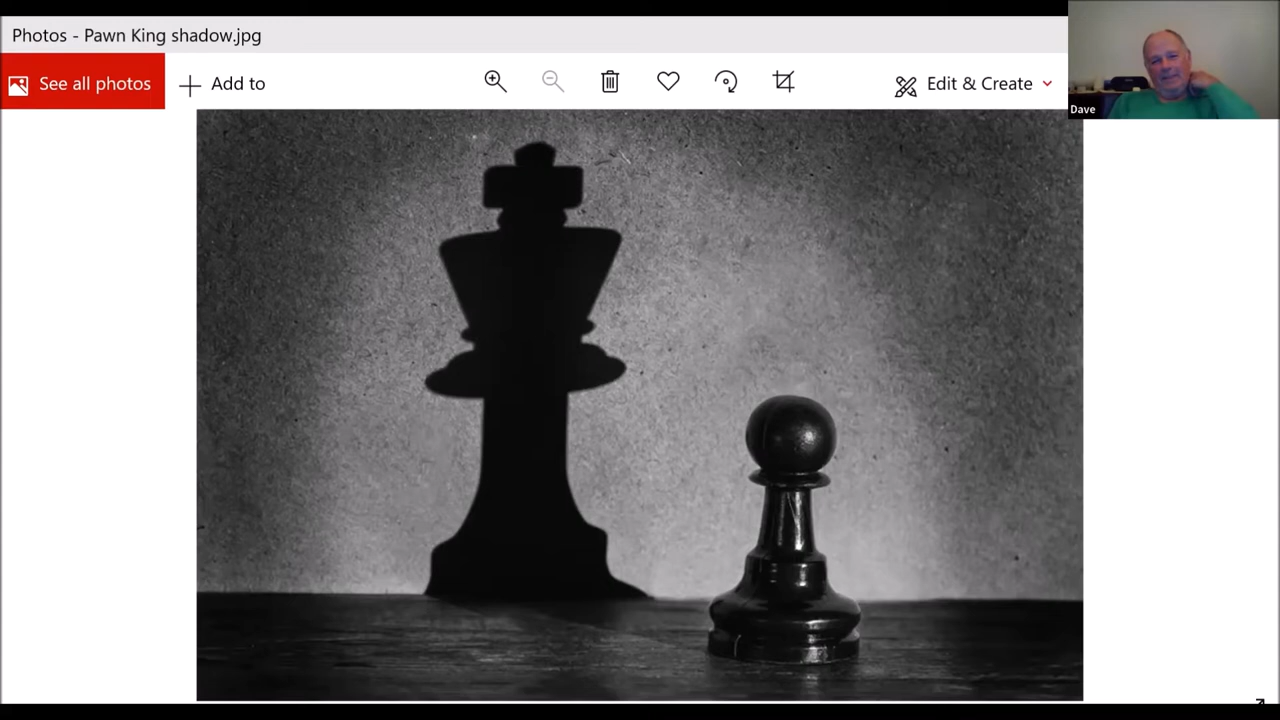 Photos - Pawn King shadow.jpg
See all photos
Add to
Edit & Create
Dave